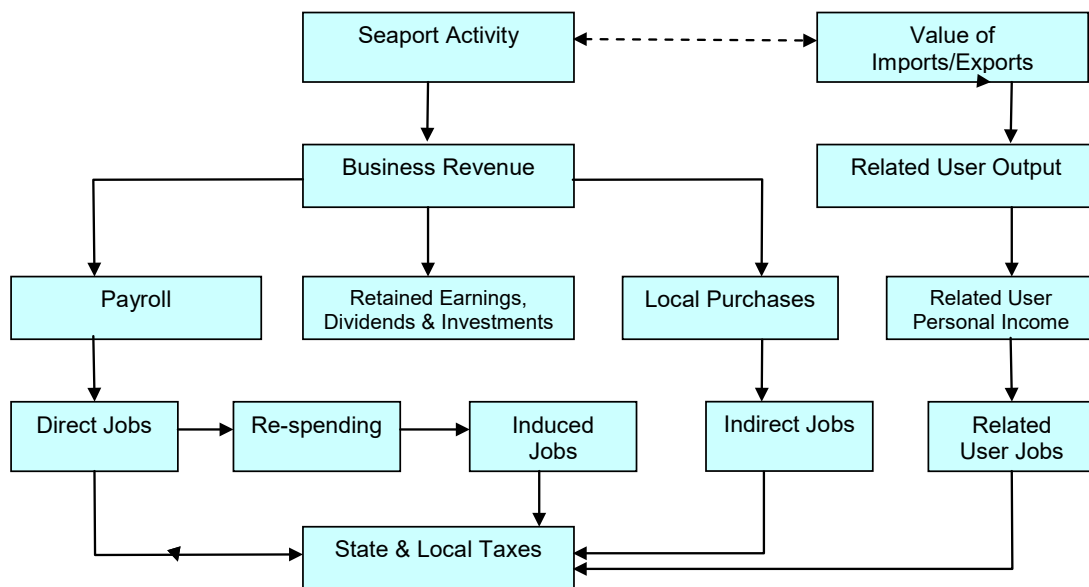 Seaport Activity
Value of
Imports/Exports
Business Revenue
Related User Output
Payroll
Retained Earnings,
Dividends & Investments
Local Purchases
Related User
Personal Income
Direct Jobs
Re-spending
Induced
Jobs
Indirect Jobs
Related
User Jobs
State & Local Taxes